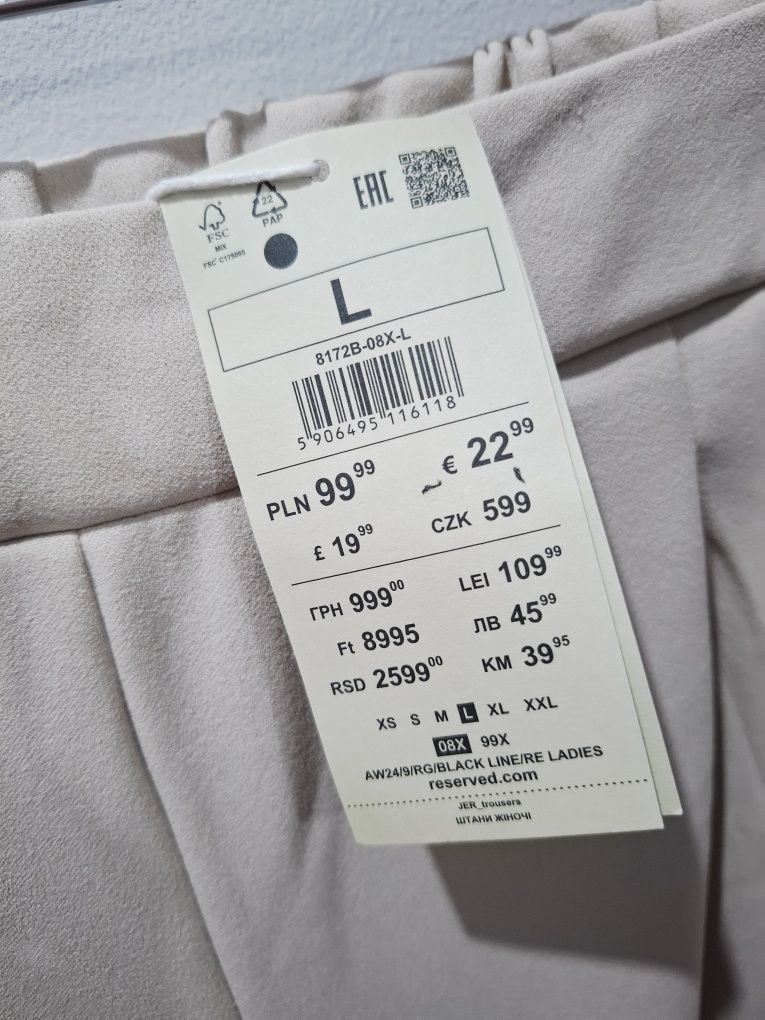 22
PAP
EAC
FSC
MIX
FSC C175095
L
8172B-08X-L
5 906495 116118
PLN 99 99
€ 22 99
£ 19 99
CZK 599
ГРН 999 00
LEI 109 99
Ft 8995
ЛВ 45 99
RSD 2599 00
KM 39 95
XS S M L XL XXL
08X 99X
AW24/9/RG/BLACK LINE/RE LADIES
reserved.com
JER_trousers
ШТАНИ ЖІНОЧІ